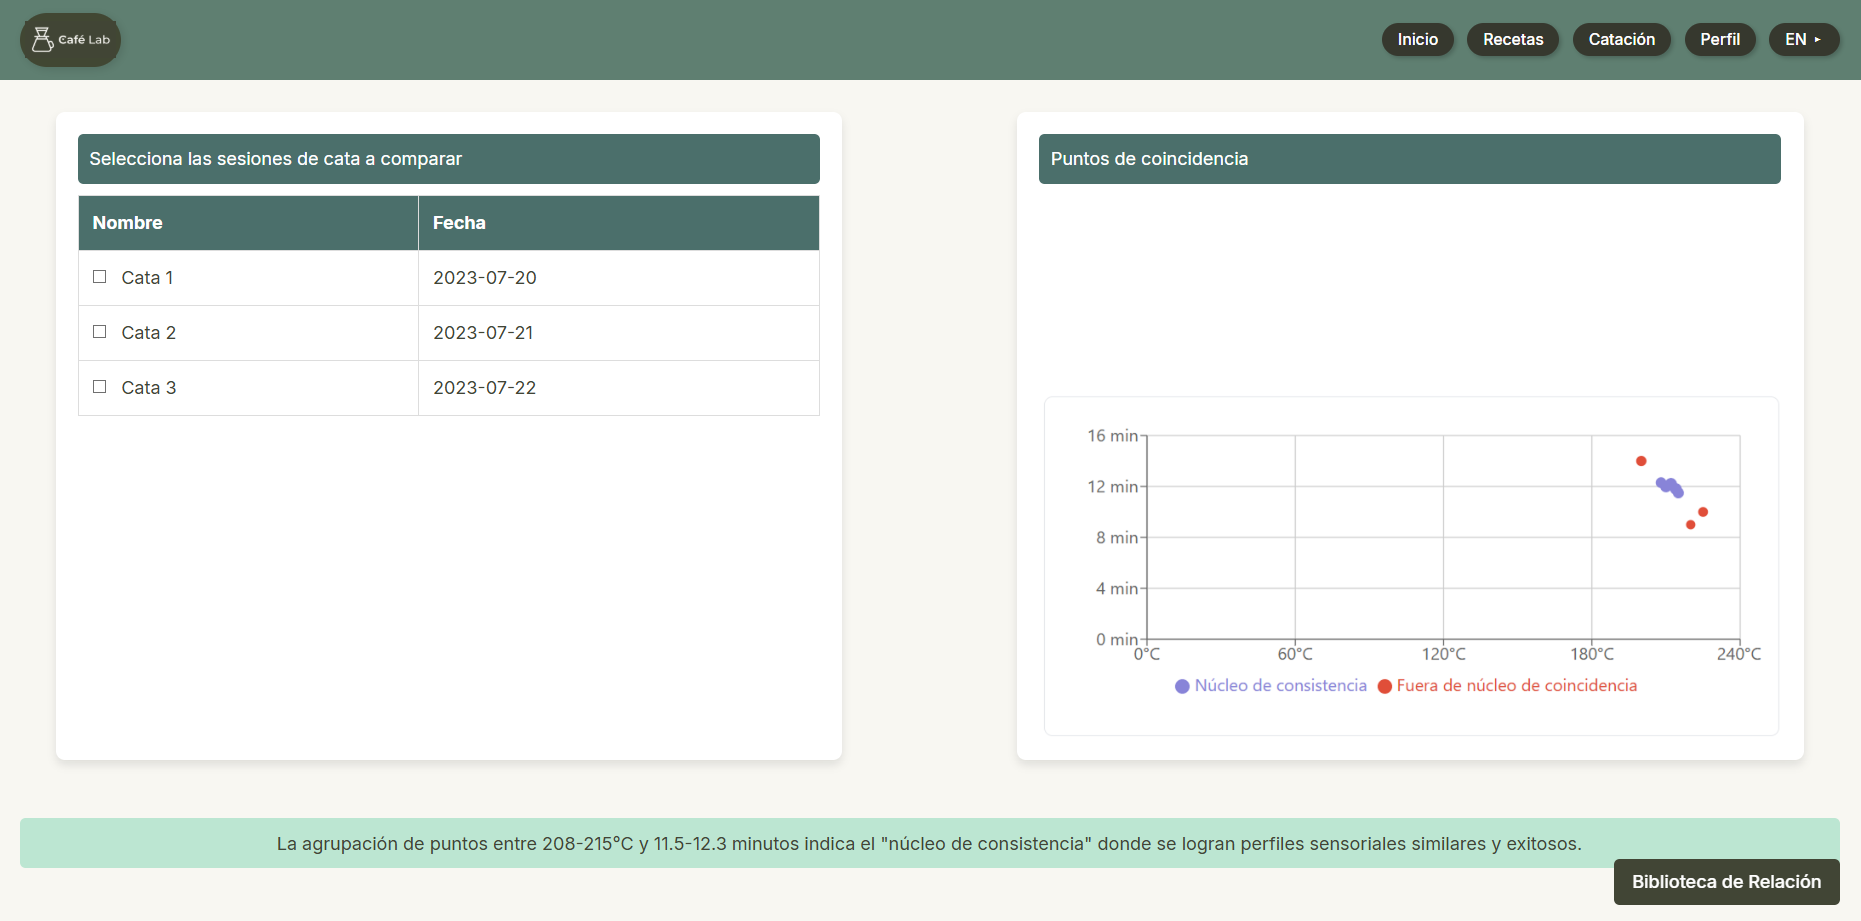 Café Lab
Inicio
Recetas
Catación
Perfil
EN ▸
Selecciona las sesiones de cata a comparar
Nombre Fecha
Cata 1 2023-07-20
Cata 2 2023-07-21
Cata 3 2023-07-22
Puntos de coincidencia
16 min
12 min
8 min
4 min
0 min
0°C 60°C 120°C 180°C 240°C
Núcleo de consistencia Fuera de núcleo de coincidencia
La agrupación de puntos entre 208-215°C y 11.5-12.3 minutos indica el "núcleo de consistencia" donde se logran perfiles sensoriales similares y exitosos.
Biblioteca de Relación